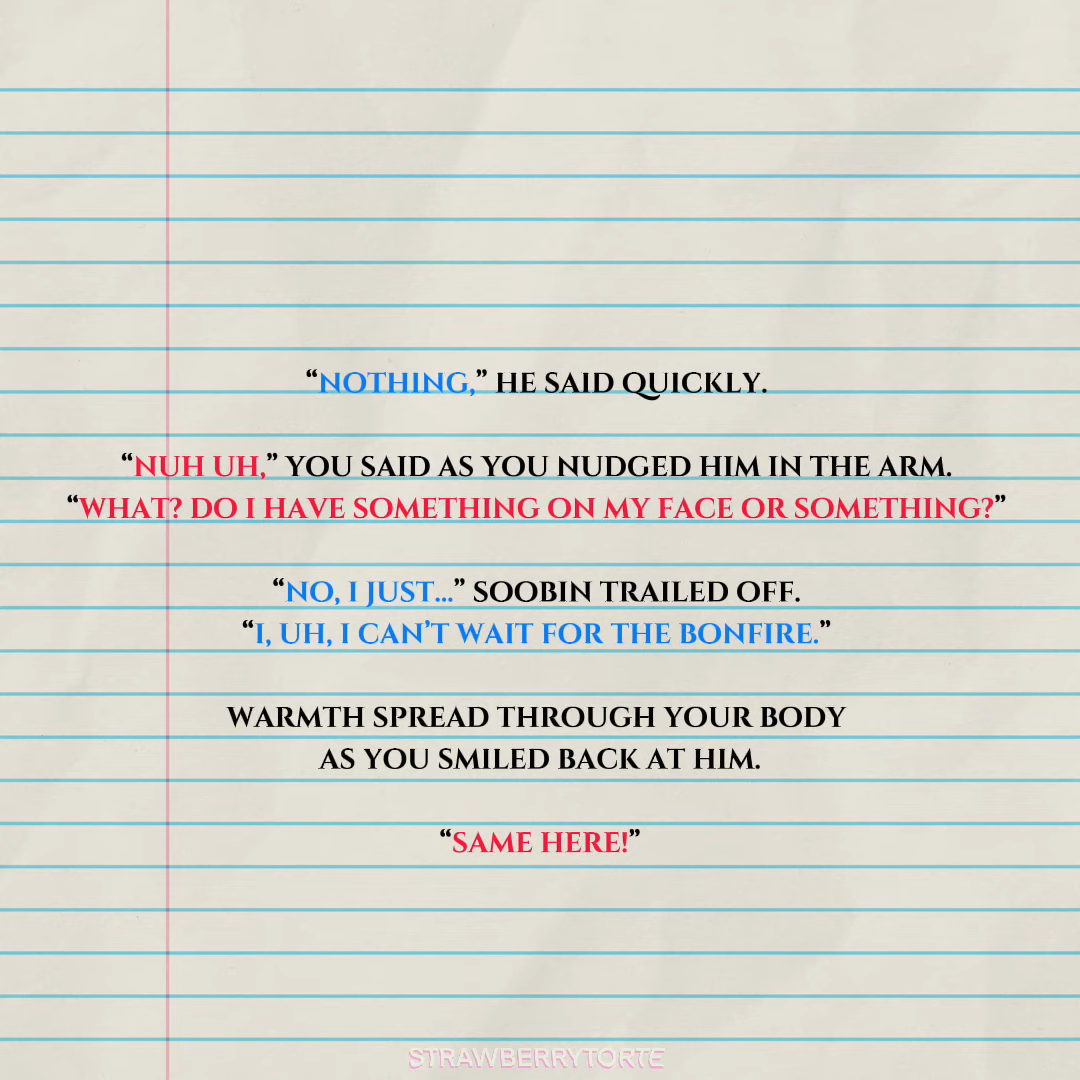 “NOTHING,” HE SAID QUICKLY.
“NUH UH,” YOU SAID AS YOU NUDGED HIM IN THE ARM.
“WHAT? DO I HAVE SOMETHING ON MY FACE OR SOMETHING?”
“NO, I JUST...” SOOBIN TRAILED OFF.
“I, UH, I CAN’T WAIT FOR THE BONFIRE.”
WARMTH SPREAD THROUGH YOUR BODY
AS YOU SMILED BACK AT HIM.
“SAME HERE!”
STRAWBERRYTORTE